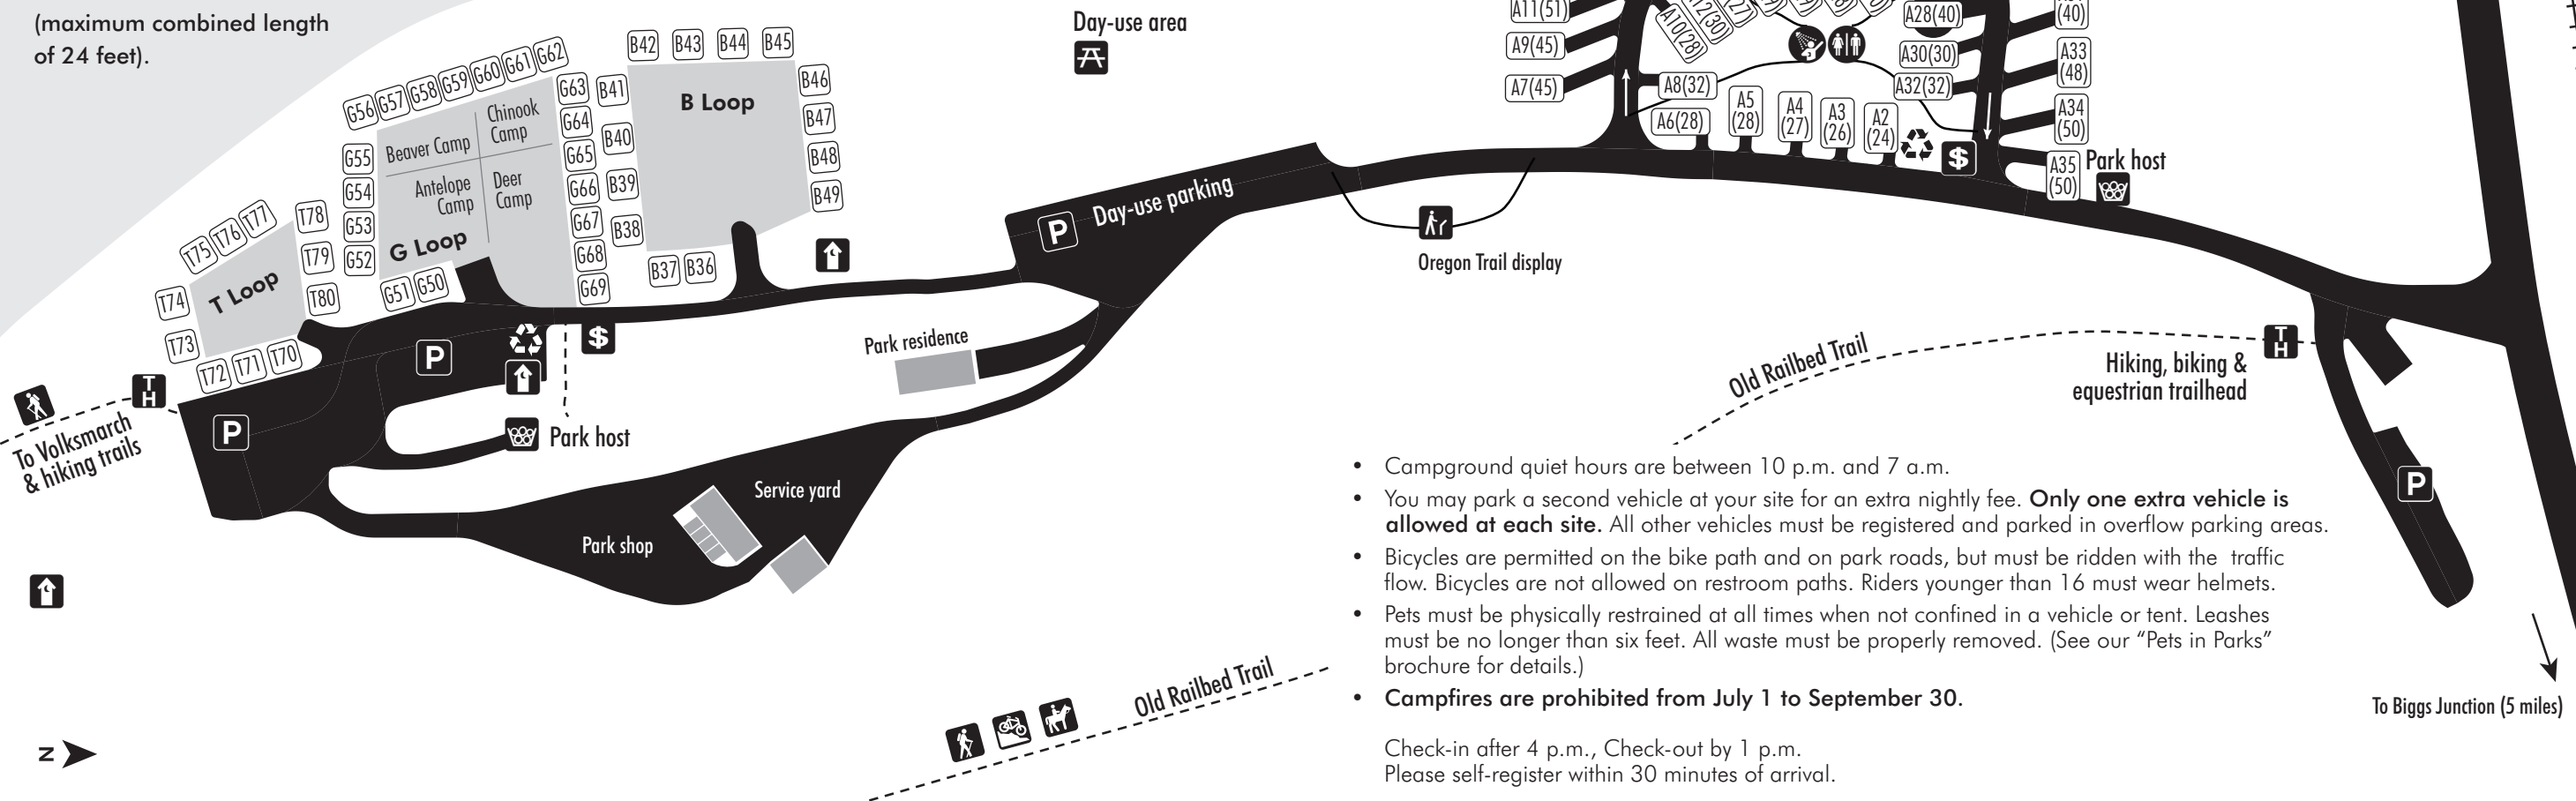 (maximum combined length
of 24 feet).
Day-use area
B42
B43
B44
B45
B46
B47
B48
B49
B41
B40
B39
B38
B37
B36
B Loop
G56
G57
G58
G59
G60
G61
G62
G63
G64
G65
G66
G67
G68
G69
G55
G54
G53
G52
G51
G50
Beaver Camp
Chinook
Camp
Antelope
Camp
Deer
Camp
G Loop
T75
T76
T77
T78
T79
T80
T74
T73
T72
T71
T70
T Loop
A11(51)
A9(45)
A7(45)
A10(28)
A12(30)
A8(32)
A6(28)
A5
(28)
A4
(27)
A3
(26)
A2
(24)
A28(40)
A30(30)
A32(32)
(40)
A33
(48)
A34
(50)
A35
(50)
$
Park host
P
Day-use parking
Oregon Trail display
P
$
Park residence
Park host
P
TH
To Volksmarch
& hiking trails
Service yard
Park shop
Old Railbed Trail
TH
Hiking, biking &
equestrian trailhead
P
To Biggs Junction (5 miles)
Old Railbed Trail
N
• Campground quiet hours are between 10 p.m. and 7 a.m.
• You may park a second vehicle at your site for an extra nightly fee. Only one extra vehicle is
allowed at each site. All other vehicles must be registered and parked in overflow parking areas.
• Bicycles are permitted on the bike path and on park roads, but must be ridden with the traffic
flow. Bicycles are not allowed on restroom paths. Riders younger than 16 must wear helmets.
• Pets must be physically restrained at all times when not confined in a vehicle or tent. Leashes
must be no longer than six feet. All waste must be properly removed. (See our “Pets in Parks”
brochure for details.)
• Campfires are prohibited from July 1 to September 30.
Check-in after 4 p.m., Check-out by 1 p.m.
Please self-register within 30 minutes of arrival.